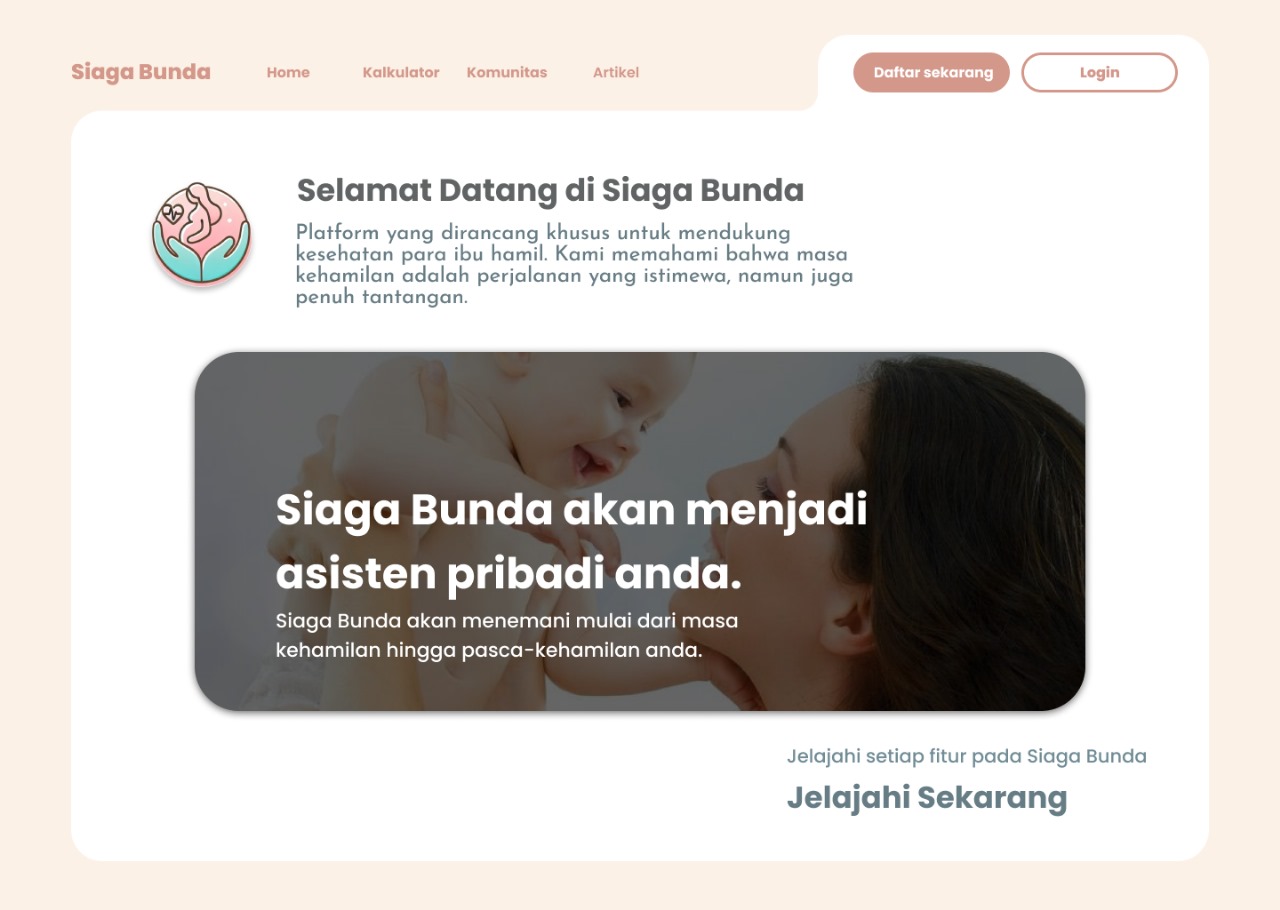 Siaga Bunda
Home
Kalkulator
Komunitas
Artikel
Daftar sekarang
Login
Selamat Datang di Siaga Bunda
Platform yang dirancang khusus untuk mendukung
kesehatan para ibu hamil. Kami memahami bahwa masa
kehamilan adalah perjalanan yang istimewa, namun juga
penuh tantangan.
Siaga Bunda akan menjadi
asisten pribadi anda.
Siaga Bunda akan menemani mulai dari masa
kehamilan hingga pasca-kehamilan anda.
Jelajahi setiap fitur pada Siaga Bunda
Jelajahi Sekarang